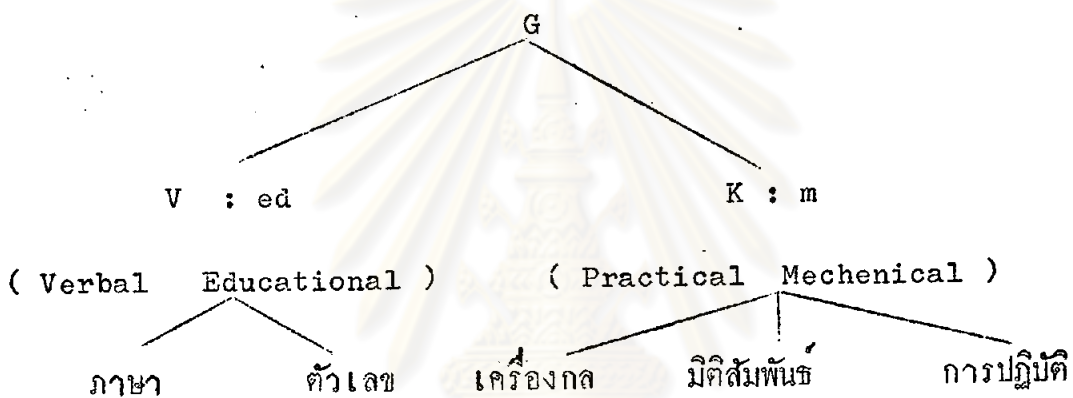 G
V : ed K : m
( Verbal Educational ) ( Practical Mechenical )
ภาษา ตัวเลข เครื่องกล มิติสัมพันธ์ การปฏิบัติ